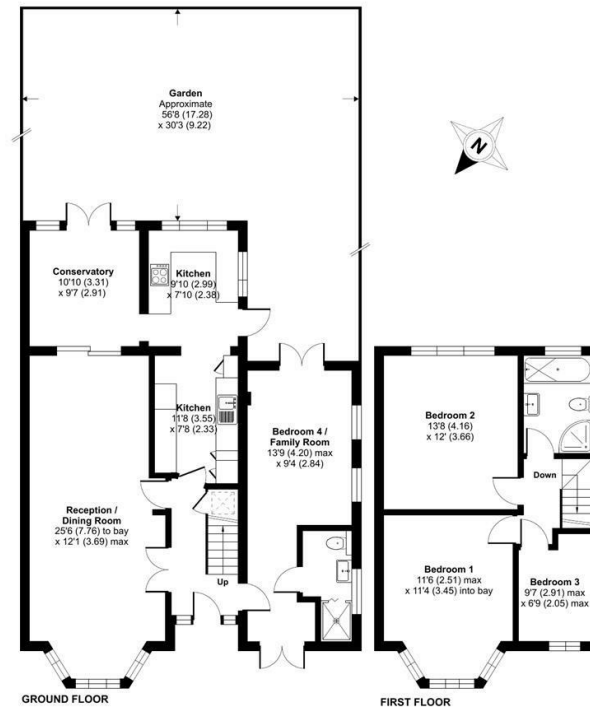 Garden
Approximate
56'8 (17.28)
x 30'3 (9.22)
N
Conservatory
10'10 (3.31)
x 9'7 (2.91)
Kitchen
9'10 (2.99)
x 7'10 (2.38)
Kitchen
11'8 (3.55)
x 7'8 (2.33)
Bedroom 4 /
Family Room
13'9 (4.20) max
x 9'4 (2.84)
Reception /
Dining Room
25'6 (7.76) to bay
x 12'1 (3.69) max
Up
GROUND FLOOR
Bedroom 2
13'8 (4.16)
x 12' (3.66)
Down
Bedroom 1
11'6 (2.51) max
x 11'4 (3.45) into bay
Bedroom 3
9'7 (2.91) max
x 6'9 (2.05) max
FIRST FLOOR